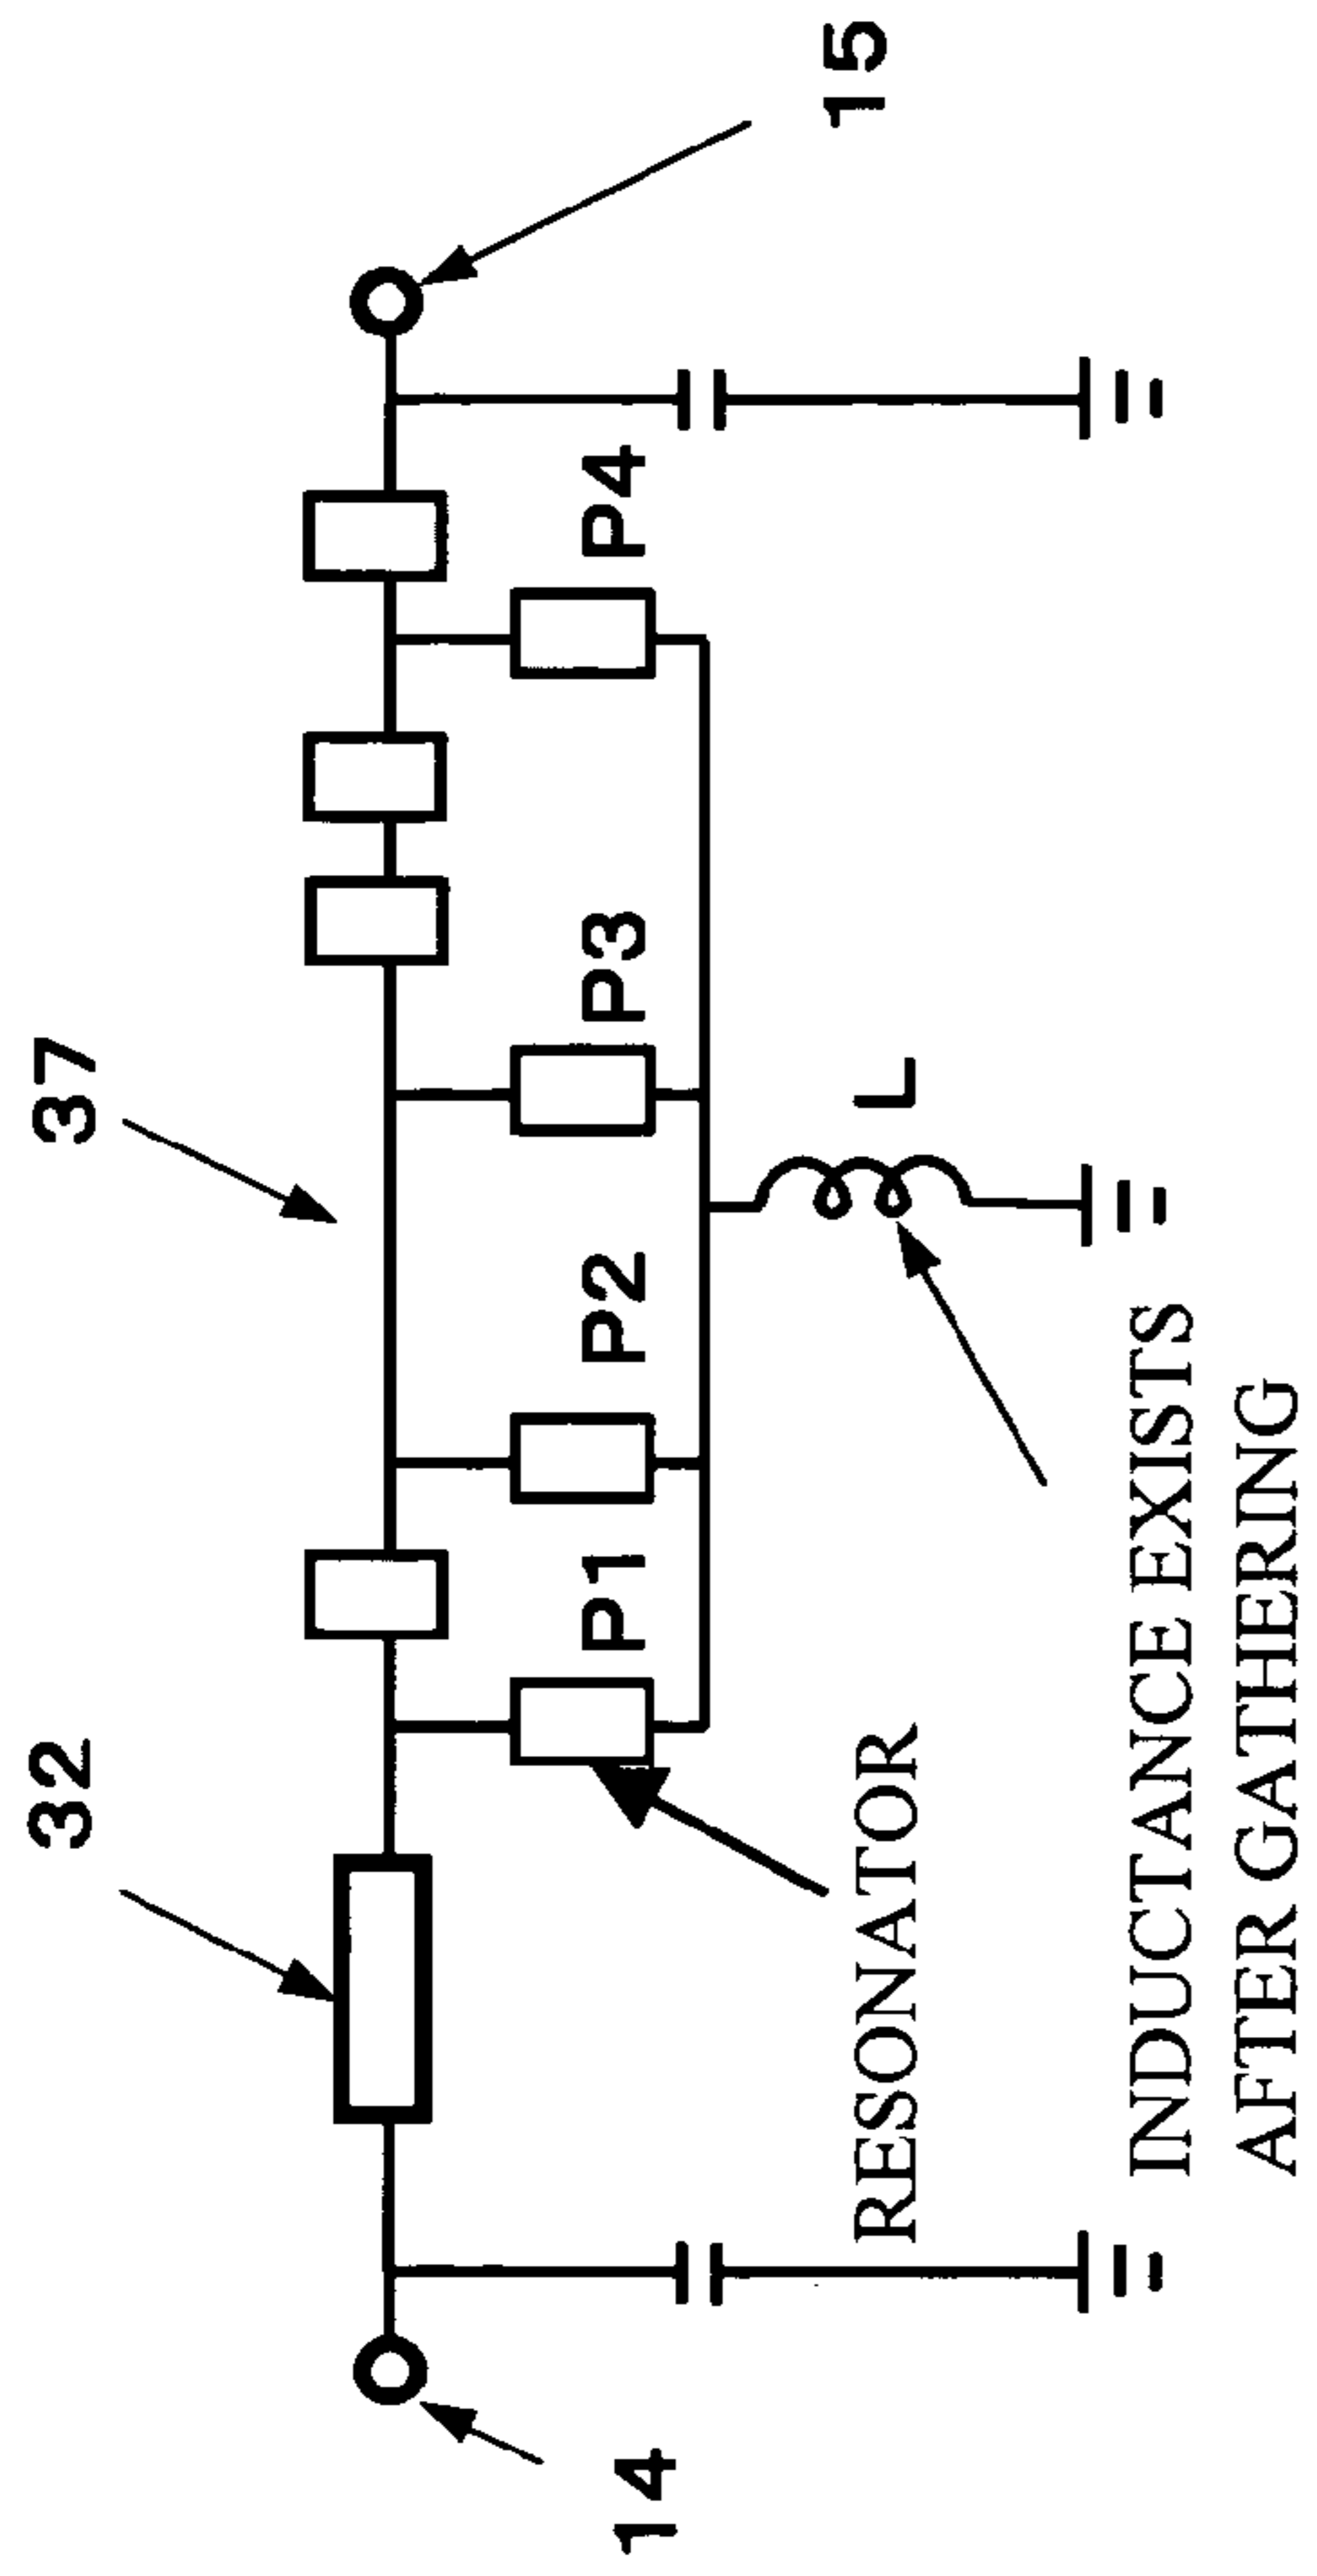 32
37
15
P1
P2
P3
P4
14
L
RESONATOR
INDUCTANCE EXISTS
AFTER GATHERING